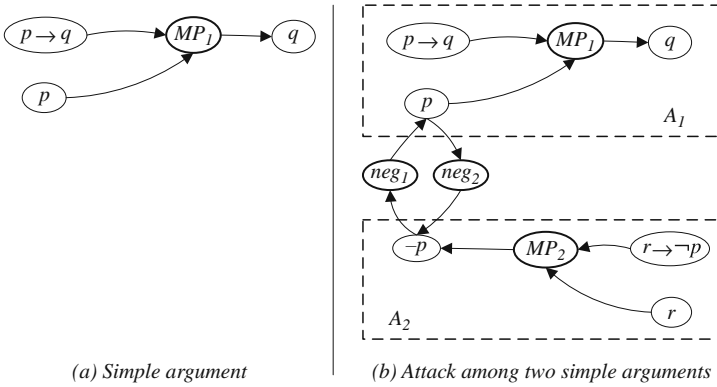 p → q
MP1
q
p
p → q
MP1
q
p
A1
neg1
neg2
–p
MP2
r → ¬p
r
A2
(a) Simple argument
(b) Attack among two simple arguments